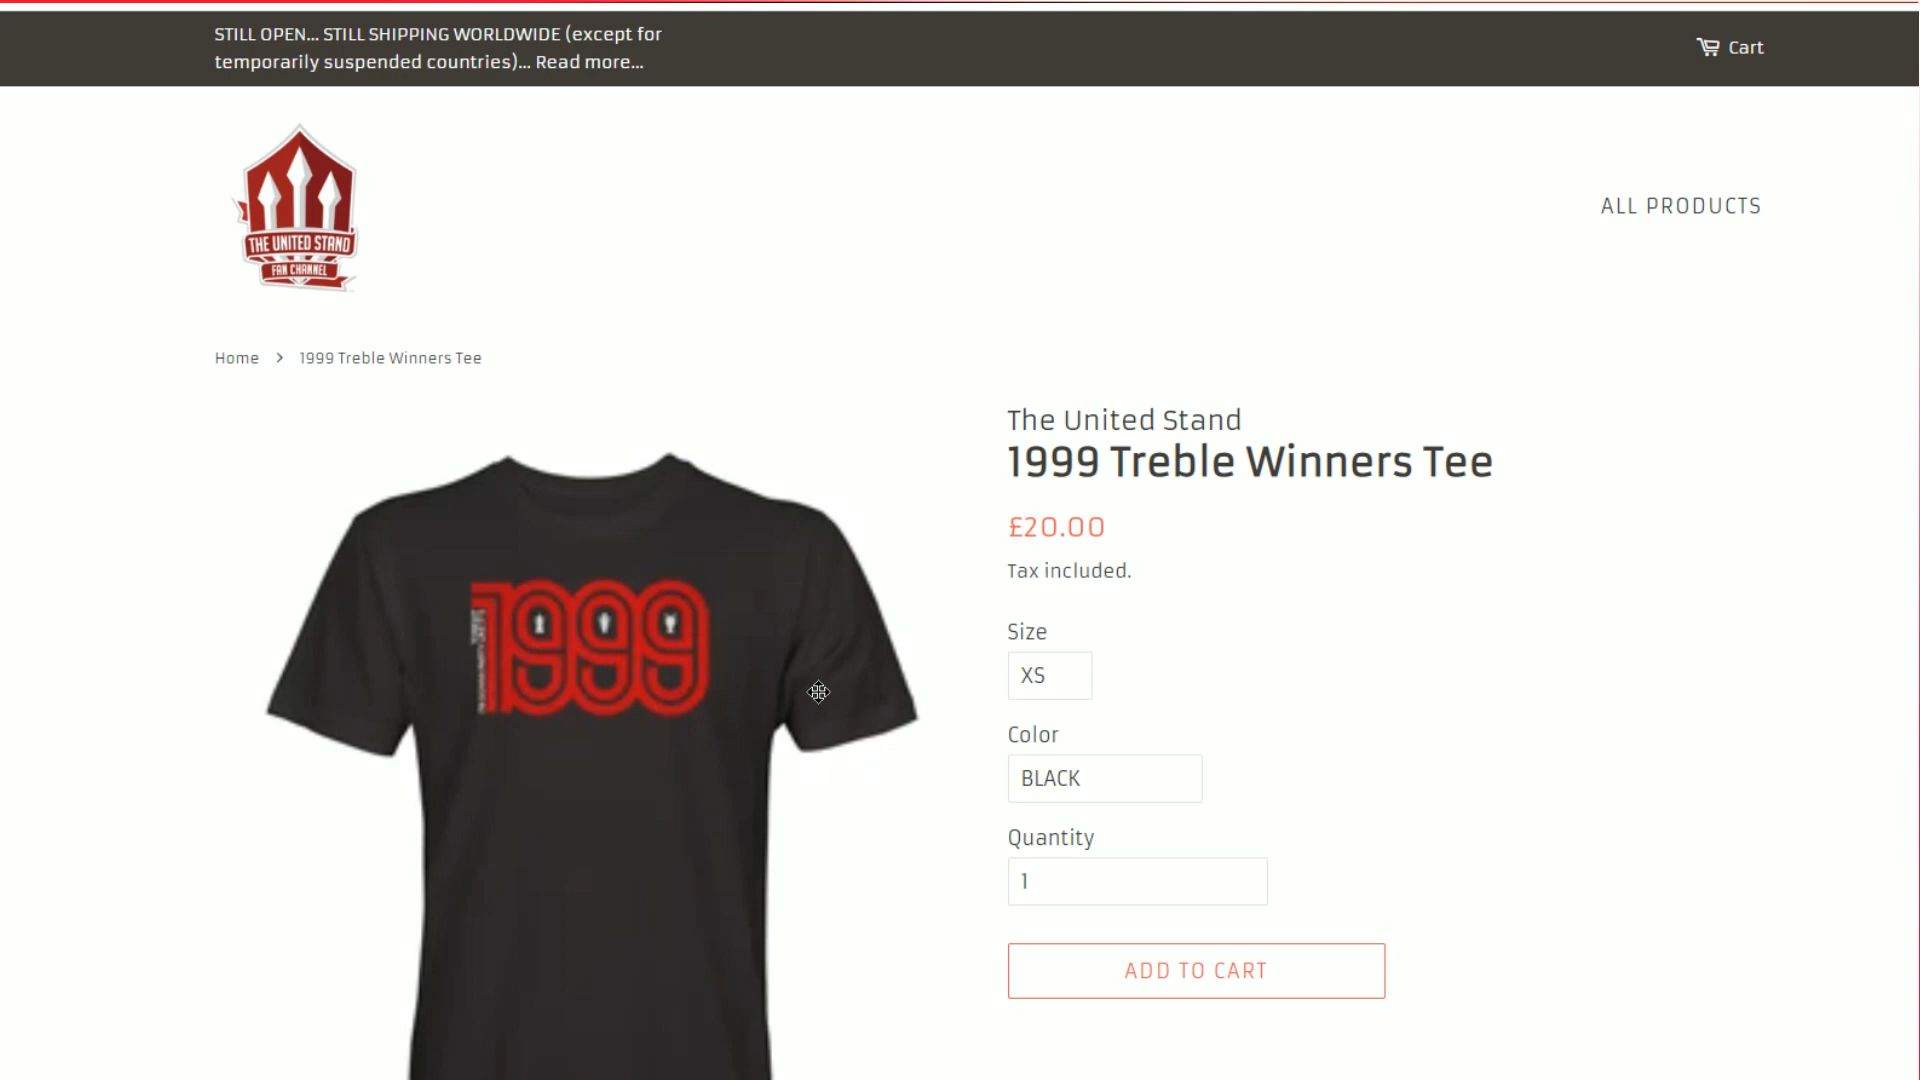 STILL OPEN... STILL SHIPPING WORLDWIDE (except for
temporarily suspended countries)... Read more...
Cart
THE UNITED STAND
FAN CHANNEL
ALL PRODUCTS
Home > 1999 Treble Winners Tee
The United Stand
1999 Treble Winners Tee
£20.00
Tax included.
Size
XS
Color
BLACK
Quantity
1
ADD TO CART
1999